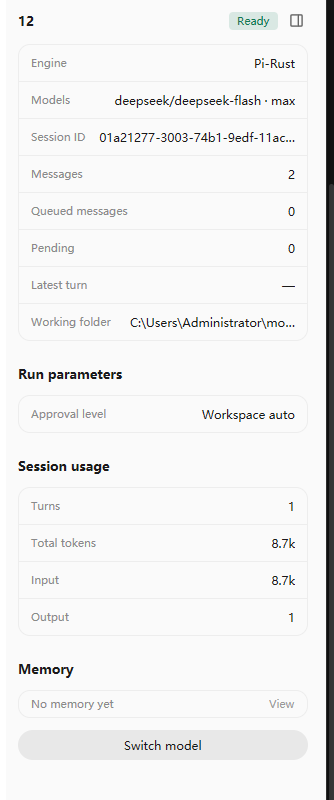 12 Ready
Engine Pi-Rust
Models deepseek/deepseek-flash · max
Session ID 01a21277-3003-74b1-9edf-11ac...
Messages 2
Queued messages 0
Pending 0
Latest turn —
Working folder C:\Users\Administrator\mo...
Run parameters
Approval level Workspace auto
Session usage
Turns 1
Total tokens 8.7k
Input 8.7k
Output 1
Memory
No memory yet View
Switch model